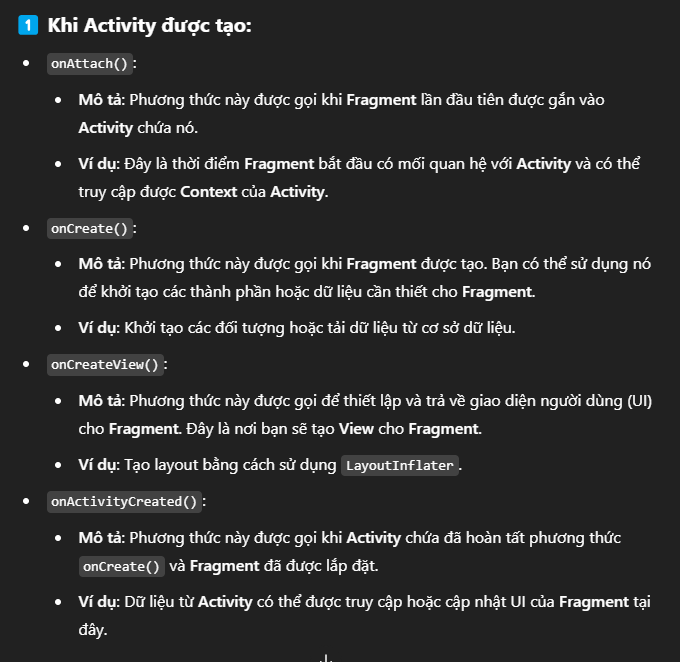 1 Khi Activity được tạo:
onAttach():
Mô tả: Phương thức này được gọi khi Fragment lần đầu tiên được gắn vào
Activity chứa nó.
Ví dụ: Đây là thời điểm Fragment bắt đầu có mối quan hệ với Activity và có thể
truy cập được Context của Activity.
onCreate():
Mô tả: Phương thức này được gọi khi Fragment được tạo. Bạn có thể sử dụng nó
để khởi tạo các thành phần hoặc dữ liệu cần thiết cho Fragment.
Ví dụ: Khởi tạo các đối tượng hoặc tải dữ liệu từ cơ sở dữ liệu.
onCreateView():
Mô tả: Phương thức này được gọi để thiết lập và trả về giao diện người dùng (UI)
cho Fragment. Đây là nơi bạn sẽ tạo View cho Fragment.
Ví dụ: Tạo layout bằng cách sử dụng LayoutInflater.
onActivityCreated():
Mô tả: Phương thức này được gọi khi Activity chứa đã hoàn tất phương thức
onCreate() và Fragment đã được lắp đặt.
Ví dụ: Dữ liệu từ Activity có thể được truy cập hoặc cập nhật UI của Fragment tại
đây.